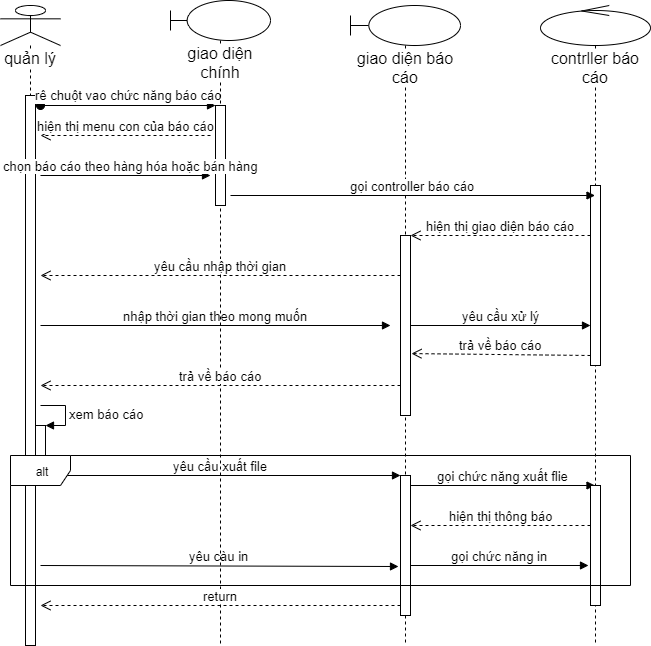 quản lý
giao diện
chính
giao diện báo
cáo
contrller báo
cáo
rê chuột vao chức năng báo cáo
hiện thị menu con của báo cáo
chọn báo cáo theo hàng hóa hoặc bán hàng
gọi controller báo cáo
hiện thị giao diện báo cáo
yêu cầu nhập thời gian
nhập thời gian theo mong muốn
yêu cầu xử lý
trả về báo cáo
trả về báo cáo
xem báo cáo
alt
yêu cầu xuất file
gọi chức năng xuất flie
hiện thị thông báo
yêu cầu in
gọi chức năng in
return